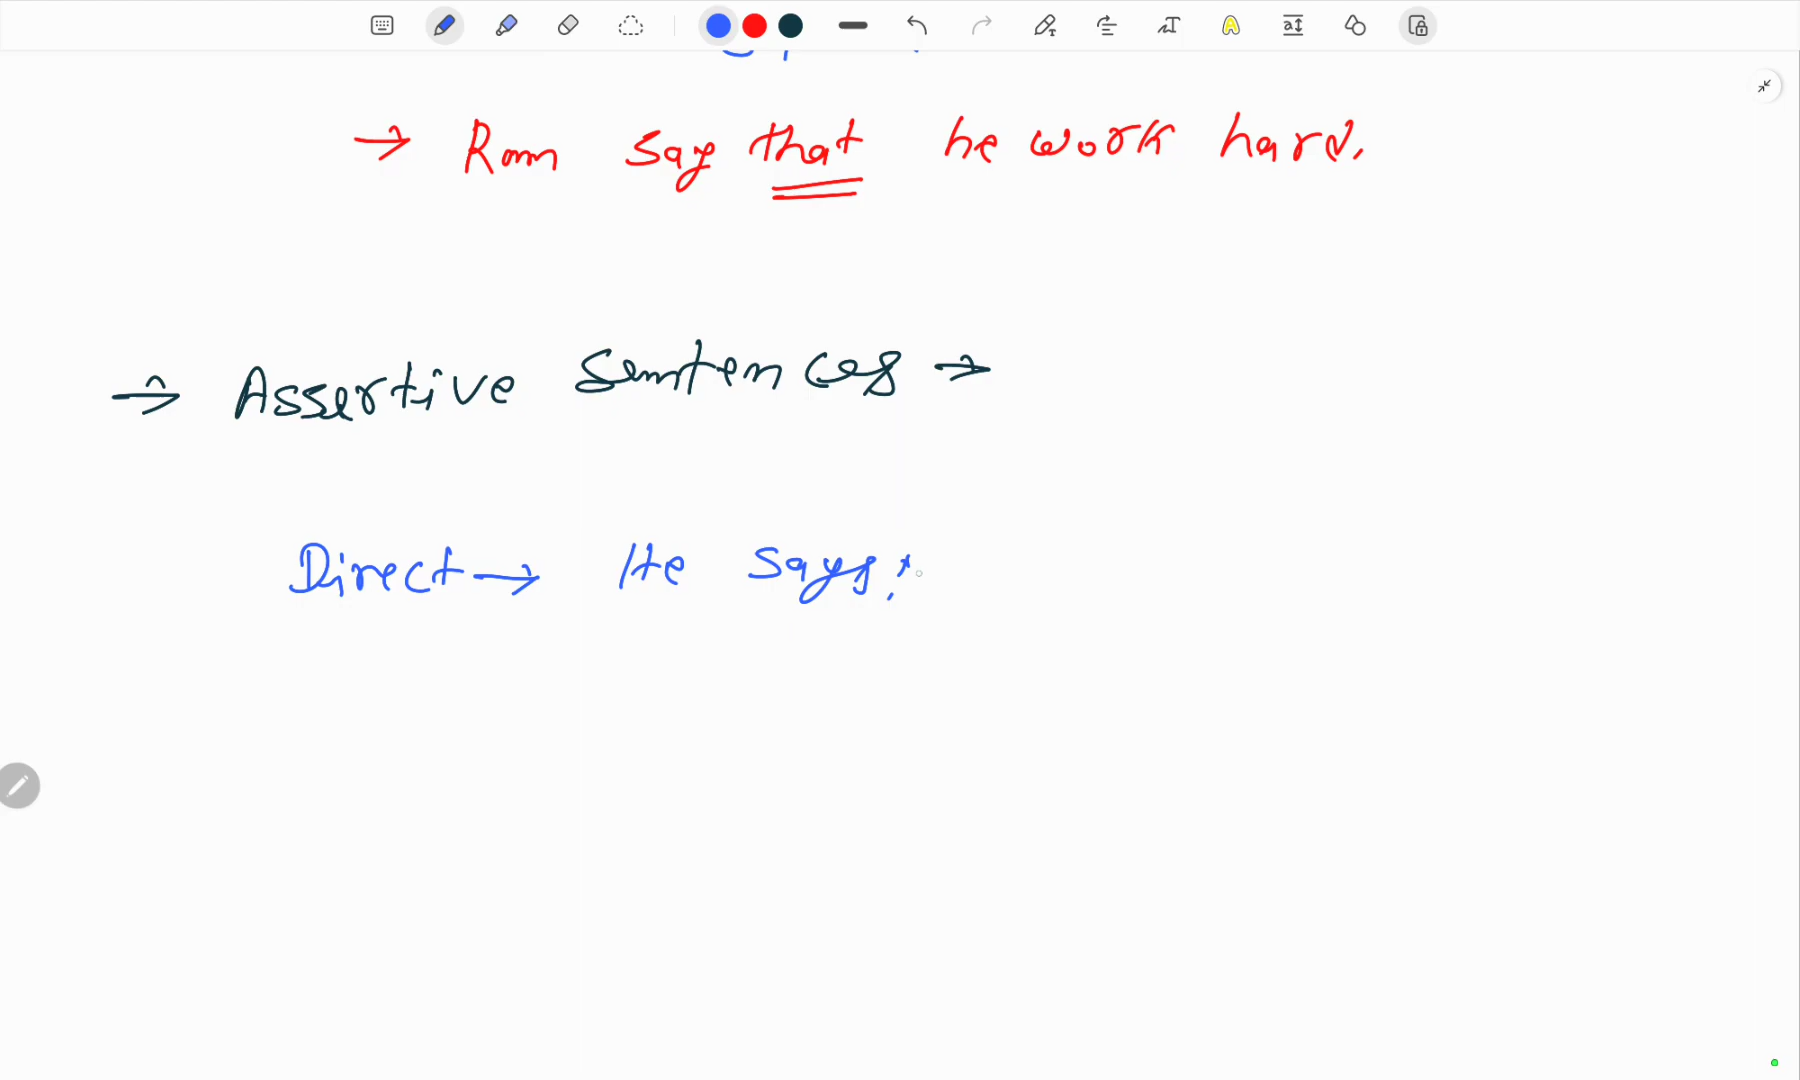 → Ram say that he work hard.
→ Assertive Sentences →
Direct → He says, "